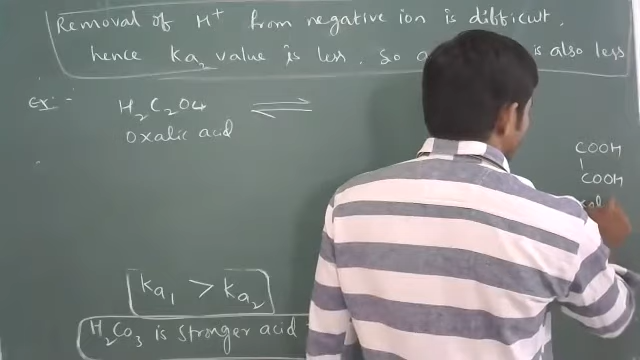 Removal of H⁺ from negative ion is difficult.
hence Ka₂ value is less. So is also less
Ex:-
H₂C₂O₄ ⇌
Oxalic acid
COOH
|
COOH
Ka₁ > Ka₂
H₂CO₃ is stronger acid